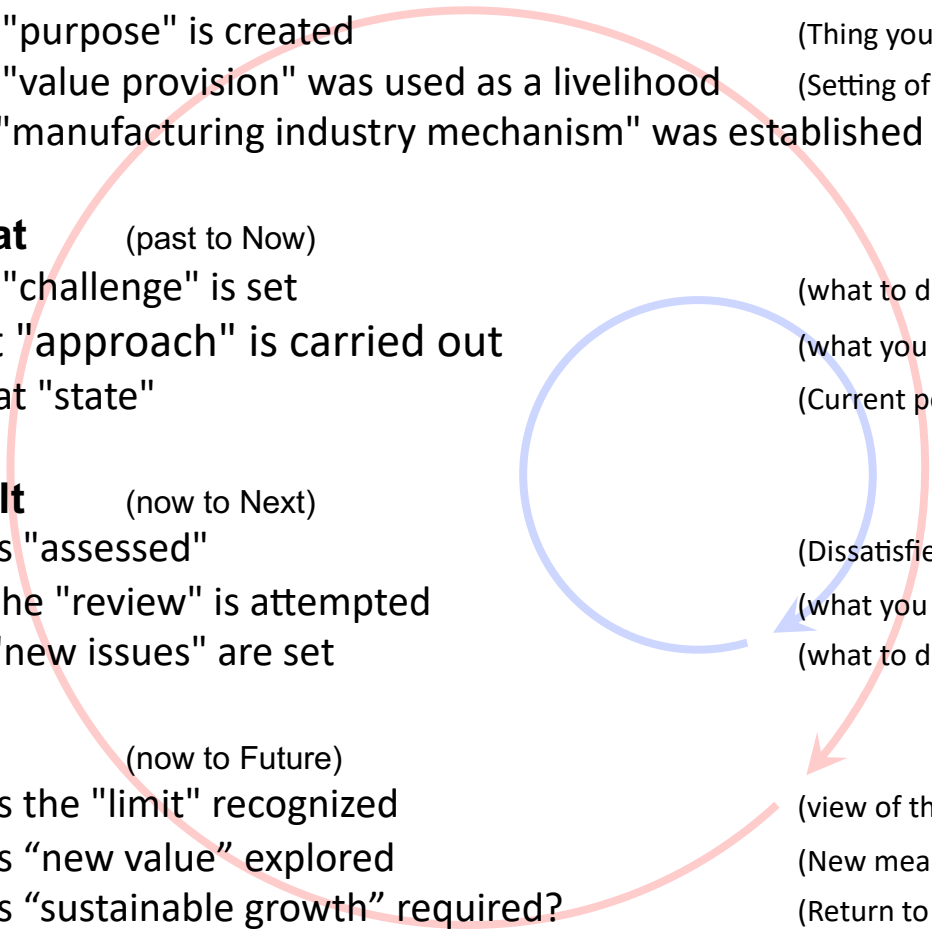 "purpose" is created (Thing you
"value provision" was used as a livelihood (Setting of
"manufacturing industry mechanism" was established
at (past to Now)
"challenge" is set (what to d
"approach" is carried out (what you
at "state" (Current
lt (now to Next)
s "assessed" (Dissatisfie
he "review" is attempted (what you
"new issues" are set (what to d
(now to Future)
s the "limit" recognized (view of th
s “new value” explored (New mea
s “sustainable growth” required? (Return to